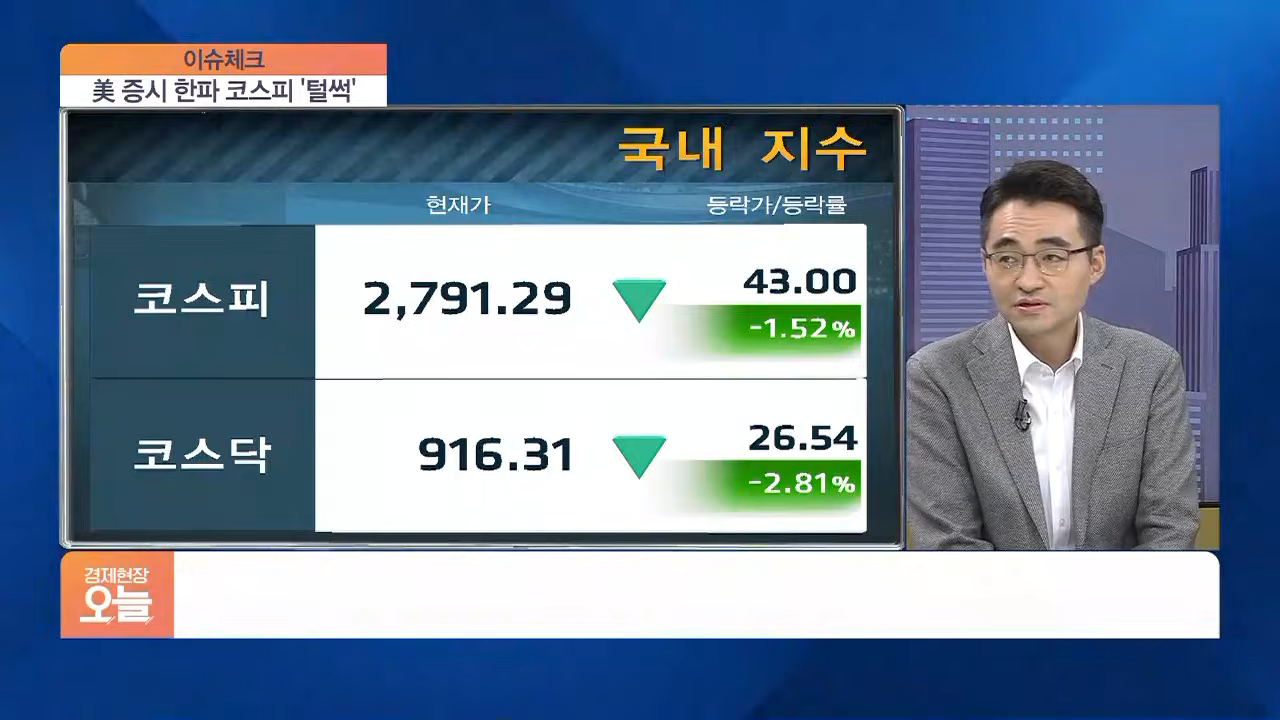 이슈체크
美 증시 한파 코스피 '털썩'
국내 지수
현재가 등락가/등락률
코스피 2,791.29 ▼ 43.00
-1.52%
코스닥 916.31 ▼ 26.54
-2.81%
경제현장
오늘